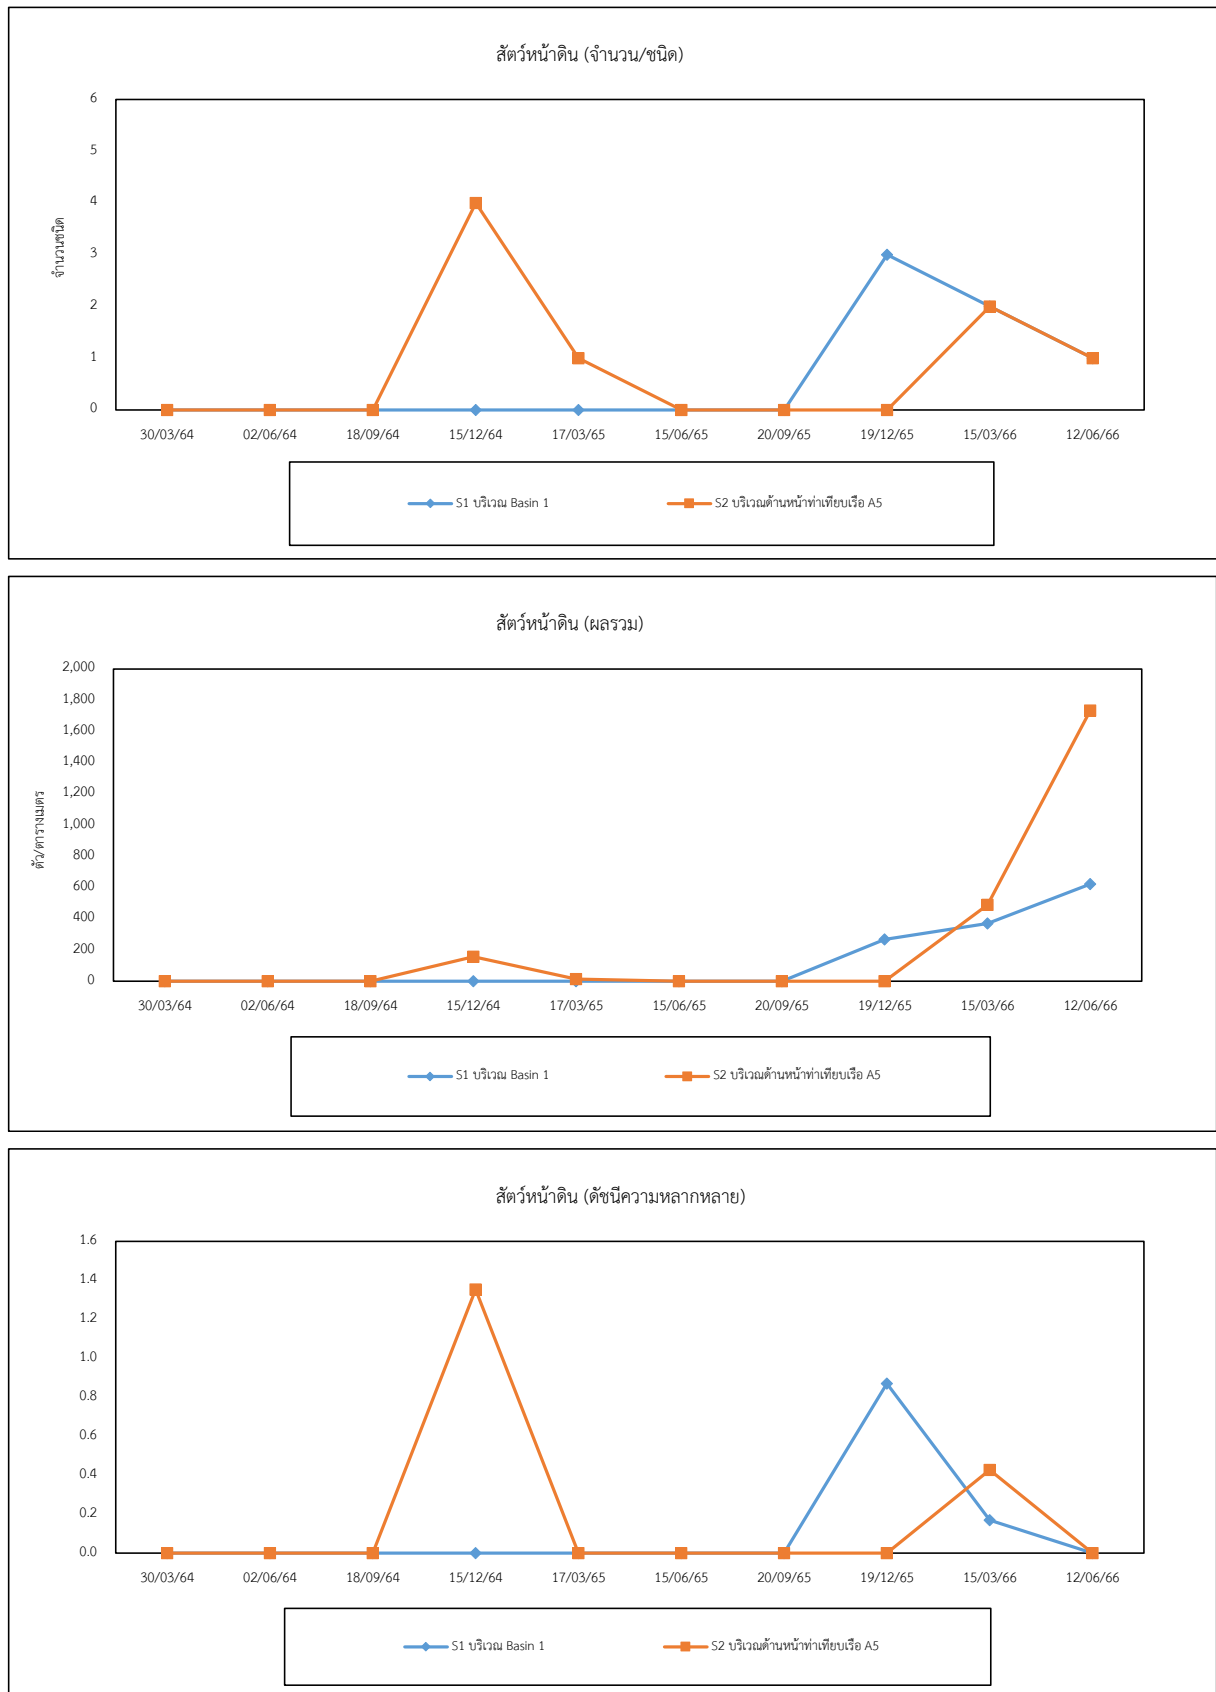 สัตว์หน้าดิน (จำนวน/ชนิด)
จำนวนชนิด
6
5
4
3
2
1
0
30/03/64 02/06/64 18/09/64 15/12/64 17/03/65 15/06/65 20/09/65 19/12/65 15/03/66 12/06/66
S1 บริเวณ Basin 1 S2 บริเวณด้านหน้าท่าเทียบเรือ A5
สัตว์หน้าดิน (ผลรวม)
ตัว/ตารางเมตร
2,000
1,800
1,600
1,400
1,200
1,000
800
600
400
200
0
30/03/64 02/06/64 18/09/64 15/12/64 17/03/65 15/06/65 20/09/65 19/12/65 15/03/66 12/06/66
S1 บริเวณ Basin 1 S2 บริเวณด้านหน้าท่าเทียบเรือ A5
สัตว์หน้าดิน (ดัชนีความหลากหลาย)
1.6
1.4
1.2
1.0
0.8
0.6
0.4
0.2
0.0
30/03/64 02/06/64 18/09/64 15/12/64 17/03/65 15/06/65 20/09/65 19/12/65 15/03/66 12/06/66
S1 บริเวณ Basin 1 S2 บริเวณด้านหน้าท่าเทียบเรือ A5